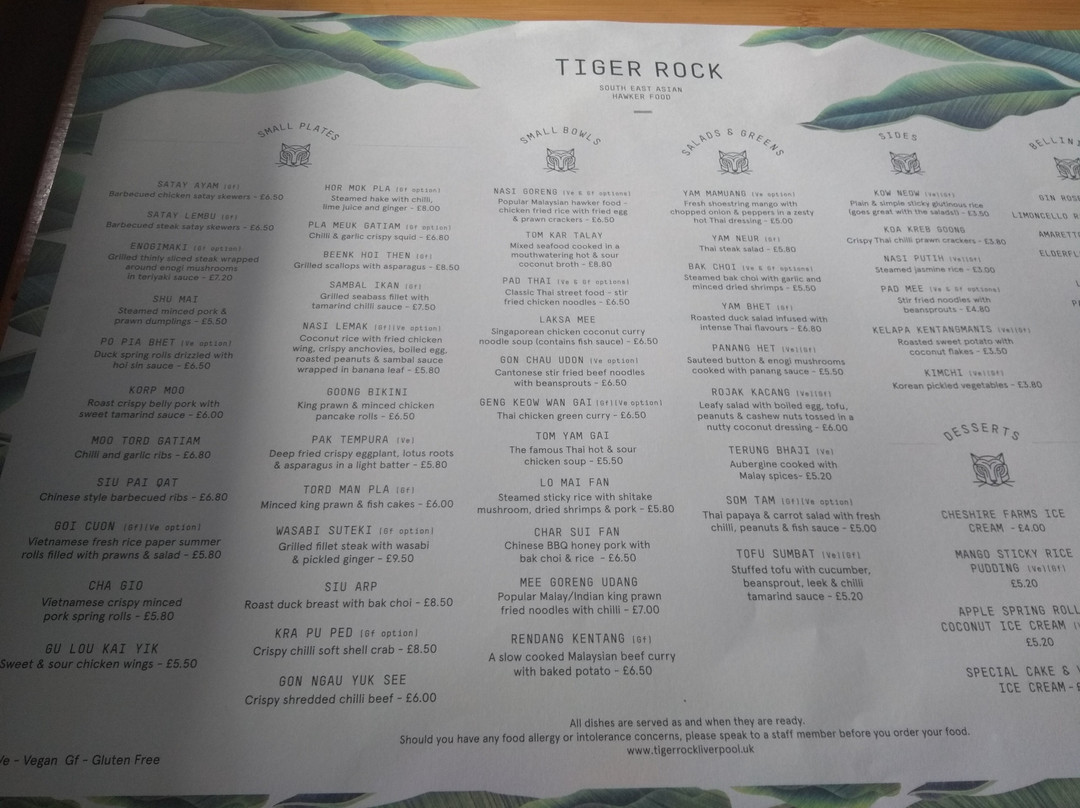 TIGER ROCK
SOUTH EAST ASIAN
HAWKER FOOD
SMALL PLATES
SATAY AYAM (Gf)
Barbecued chicken satay skewers - £6.50
SATAY LEMBU (Gf)
Barbecued steak satay skewers - £6.50
ENOGIMAKI (Gf option)
Grilled thinly sliced steak wrapped
around enogi mushrooms
in teriyaki sauce - £7.20
SHU MAI
Steamed minced pork &
prawn dumplings - £5.50
PO PIA BHET (Ve option)
Duck spring rolls drizzled with
hoi sin sauce - £6.50
KORP MOO
Roast crispy belly pork with
sweet tamarind sauce - £6.00
MOO TORD GATIAM
Chilli and garlic ribs - £6.80
SIU PAI QAT
Chinese style barbecued ribs - £6.80
GOI CUON (Gf)(Ve option)
Vietnamese fresh rice paper summer
rolls filled with prawns & salad - £5.80
CHA GIO
Vietnamese crispy minced
pork spring rolls - £5.80
GU LOU KAI YIK
Sweet & sour chicken wings - £5.50
HOR MOK PLA (Gf option)
Steamed hake with chilli,
lime juice and ginger - £8.00
PLA MEUK GATIAM (Gf option)
Chilli & garlic crispy squid - £6.80
BEENK HOI THEN (Gf)
Grilled scallops with asparagus - £8.50
SAMBAL IKAN (Gf)
Grilled seabass fillet with
tamarind chilli sauce - £7.50
NASI LEMAK (Gf)(Ve option)
Coconut rice with fried chicken
wing, crispy anchovies, boiled egg,
roasted peanuts & sambal sauce
wrapped in banana leaf - £5.80
GOONG BIKINI
King prawn & minced chicken
pancake rolls - £6.50
PAK TEMPURA (Ve)
Deep fried crispy eggplant, lotus roots
& asparagus in a light batter - £5.80
TORD MAN PLA (Gf)
Minced king prawn & fish cakes - £6.00
WASABI SUTEKI (Gf option)
Grilled fillet steak with wasabi
& pickled ginger - £9.50
SIU ARP
Roast duck breast with bak choi - £8.50
KRA PU PED (Gf option)
Crispy chilli soft shell crab - £8.50
GON NGAU YUK SEE
Crispy shredded chilli beef - £6.00
SMALL BOWLS
NASI GORENG (Ve & Gf options)
Popular Malaysian hawker food -
chicken fried rice with fried egg
& prawn crackers - £6.50
TOM KAR TALAY
Mixed seafood cooked in a
mouthwatering hot & sour
coconut broth - £8.80
PAD THAI (Ve & Gf options)
Classic Thai street food - stir
fried chicken noodles - £6.50
LAKSA MEE
Singaporean chicken coconut curry
noodle soup (contains fish sauce) - £6.50
GON CHAU UDON (Ve option)
Cantonese stir fried beef noodles
with beansprouts - £6.50
GENG KEOW WAN GAI (Gf)(Ve option)
Thai chicken green curry - £6.50
TOM YAM GAI
The famous Thai hot & sour
chicken soup - £5.50
LO MAI FAN
Steamed sticky rice with shitake
mushroom, dried shrimps & pork - £5.80
CHAR SUI FAN
Chinese BBQ honey pork with
bak choi & rice - £6.50
MEE GORENG UDANG
Popular Malay/Indian king prawn
fried noodles with chilli - £7.00
RENDANG KENTANG (Gf)
A slow cooked Malaysian beef curry
with baked potato - £6.50
SALADS & GREENS
YAM MAMUANG (Ve option)
Fresh shoestring mango with
chopped onion & peppers in a zesty
hot Thai dressing - £5.00
YAM NEUR (Gf)
Thai steak salad - £5.80
BAK CHOI (Ve & Gf options)
Steamed bak choi with garlic and
minced dried shrimps - £5.50
YAM BHET (Gf)
Roasted duck salad infused with
intense Thai flavours - £6.80
PANANG HET (Ve)(Gf)
Sauteed button & enogi mushrooms
cooked with panang sauce - £5.50
ROJAK KACANG (Ve)(Gf)
Leafy salad with boiled egg, tofu,
peanuts & cashew nuts tossed in a
nutty coconut dressing - £6.00
TERUNG BHAJI (Ve)
Aubergine cooked with
Malay spices- £5.20
SOM TAM (Gf)(Ve option)
Thai papaya & carrot salad with fresh
chilli, peanuts & fish sauce - £5.00
TOFU SUMBAT (Ve)(Gf)
Stuffed tofu with cucumber,
beansprout, leek & chilli
tamarind sauce - £5.20
SIDES
KOW NEOW (Ve)(Gf)
Plain & simple sticky glutinous rice
(goes great with the salads!) - £3.50
KOA KREB GOONG
Crispy Thai chilli prawn crackers - £3.80
NASI PUTIH (Ve)(Gf)
Steamed jasmine rice - £3.00
PAD MEE (Ve & Gf options)
Stir fried noodles with
beansprouts - £4.80
KELAPA KENTANGMANIS (Ve)(Gf)
Roasted sweet potato with
coconut flakes - £3.50
KIMCHI (Ve)(Gf)
Korean pickled vegetables - £3.80
DESSERTS
CHESHIRE FARMS ICE
CREAM - £4.00
MANGO STICKY RICE
PUDDING (Ve)(Gf)
£5.20
APPLE SPRING ROLL
COCONUT ICE CREAM
£5.20
SPECIAL CAKE &
ICE CREAM -
BELLIN
GIN ROS
LIMONCELLO R
AMARETT
ELDERFL
All dishes are served as and when they are ready.
Should you have any food allergy or intolerance concerns, please speak to a staff member before you order your food.
www.tigerrockliverpool.uk
Ve - Vegan Gf - Gluten Free